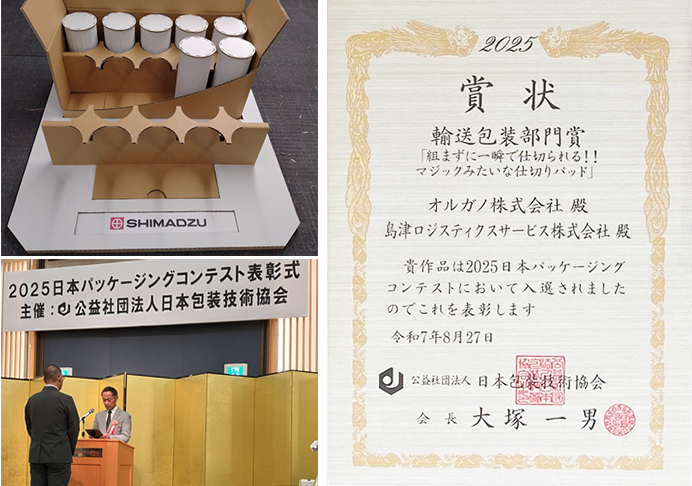 SHIMADZU
2025日本パッケージングコンテスト表彰式
主催：公益社団法人日本包装技術協会
2025
賞状
輸送包装部門賞
「組まずに一瞬で仕切られる！！
マジックみたいな仕切りパッド」
オルガノ株式会社 殿
島津ロジスティクスサービス株式会社 殿
貴作品は2025日本パッケージング
コンテストにおいて入選されました
のでこれを表彰します
令和7年8月27日
公益社団法人 日本包装技術協会
会長 大塚一男